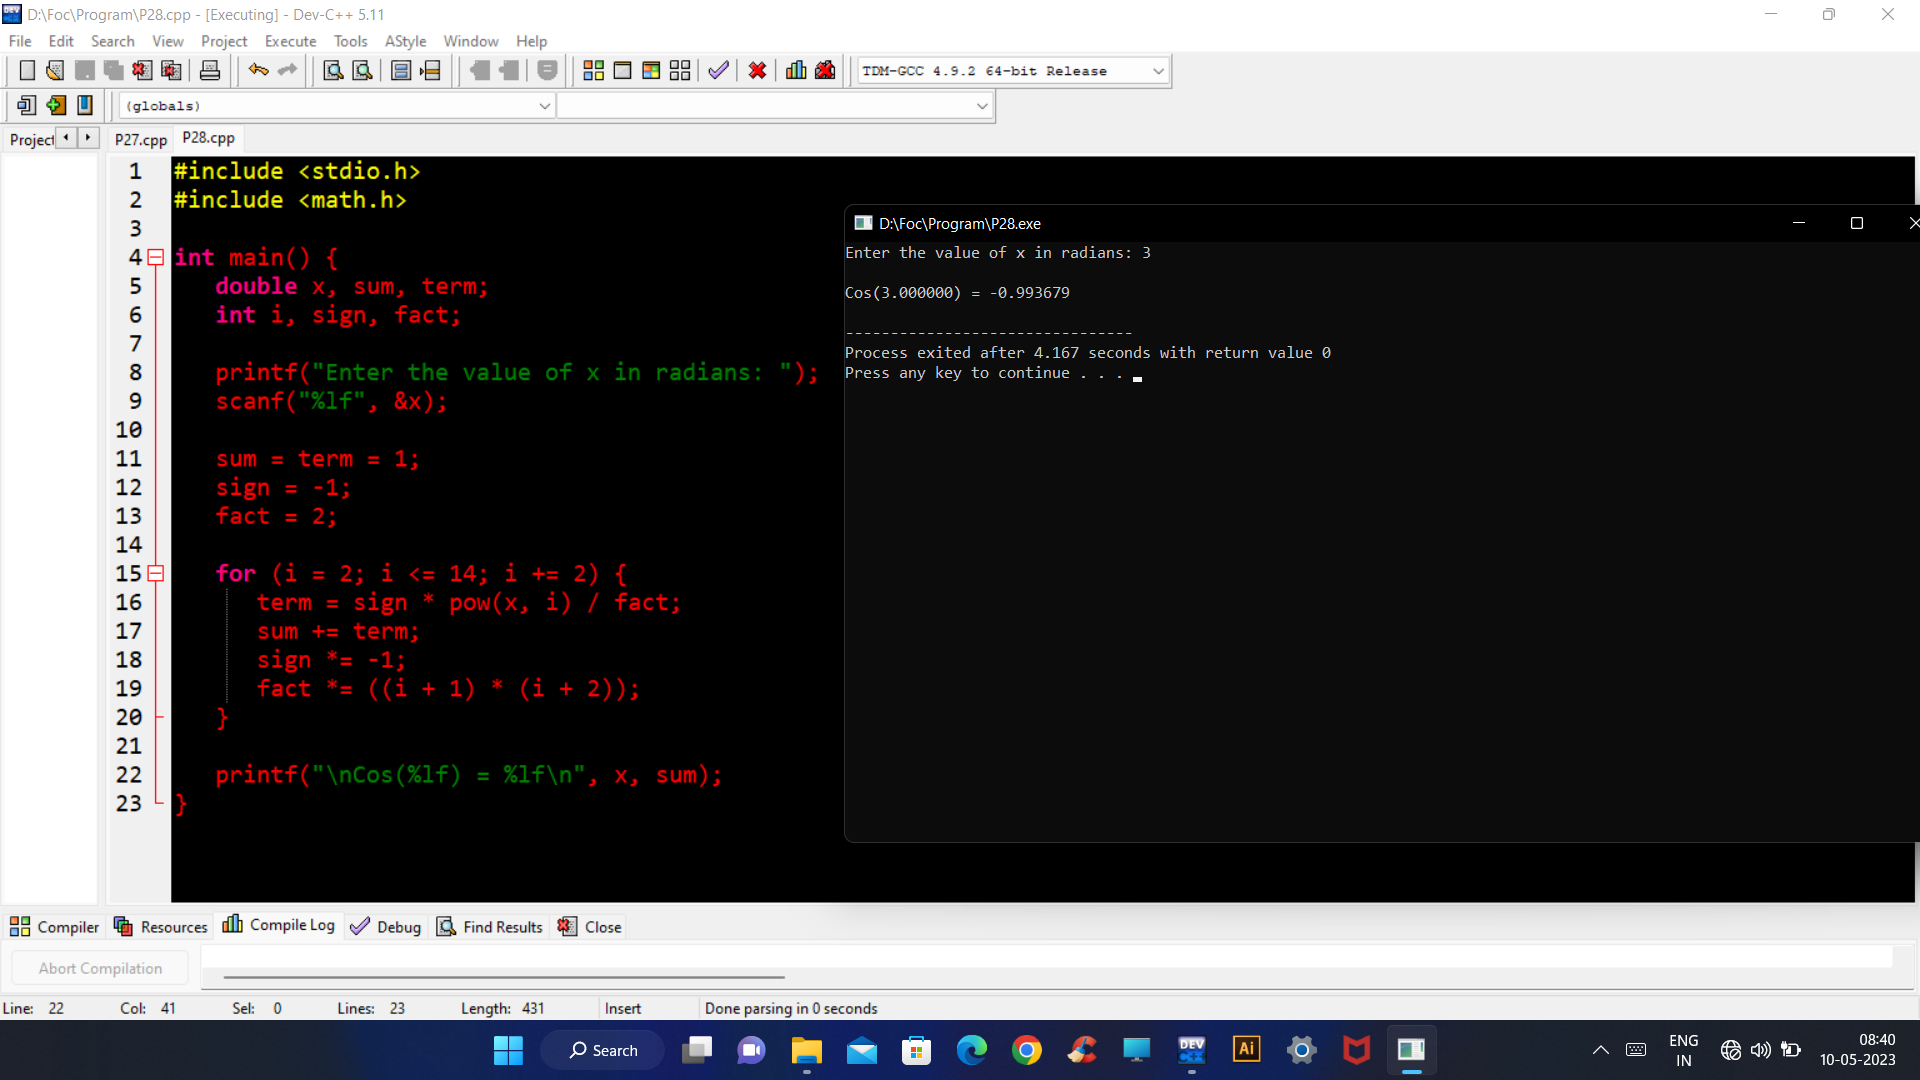 D:\Foc\Program\P28.cpp - [Executing] - Dev-C++ 5.11
File Edit Search View Project Execute Tools AStyle Window Help
TDM-GCC 4.9.2 64-bit Release
(globals)
Project P27.cpp P28.cpp
1 #include <stdio.h>
2 #include <math.h>
3
4 int main() {
5 double x, sum, term;
6 int i, sign, fact;
7
8 printf("Enter the value of x in radians: ");
9 scanf("%lf", &x);
10
11 sum = term = 1;
12 sign = -1;
13 fact = 2;
14
15 for (i = 2; i <= 14; i += 2) {
16 term = sign * pow(x, i) / fact;
17 sum += term;
18 sign *= -1;
19 fact *= ((i + 1) * (i + 2));
20 }
21
22 printf("\nCos(%lf) = %lf\n", x, sum);
23 }
D:\Foc\Program\P28.exe
Enter the value of x in radians: 3
Cos(3.000000) = -0.993679
--------------------------------
Process exited after 4.167 seconds with return value 0
Press any key to continue . . .
Compiler Resources Compile Log Debug Find Results Close
Abort Compilation
Line: 22 Col: 41 Sel: 0 Lines: 23 Length: 431 Insert Done parsing in 0 seconds
Search
DEV C++
Ai
ENG
IN
08:40
10-05-2023